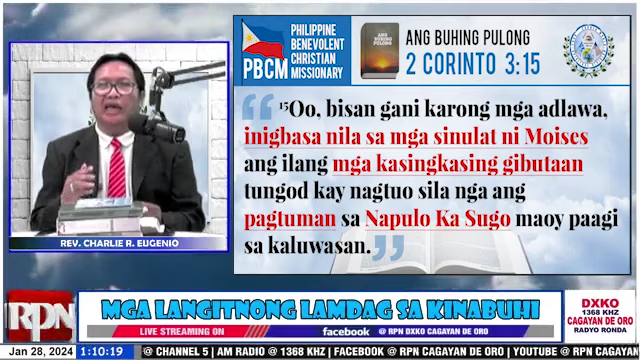 PBCM
PHILIPPINE
BENEVOLENT
CHRISTIAN
MISSIONARY
ANG BUHING PULONG
ANG BUHING PULONG
2 CORINTO 3:15
“ 15Oo, bisan gani karong mga adlawa,
inigbasa nila sa mga sinulat ni Moises
ang ilang mga kasingkasing gibutaan
tungod kay nagtuo sila nga ang
pagtuman sa Napulo Ka Sugo maoy paagi
sa kaluwasan.”
REV. CHARLIE R. EUGENIO
RPN
MGA LANGITNONG LAMDAG SA KINABUHI
DXKO
1368 KHZ
CAGAYAN DE ORO
RADYO RONDA
LIVE STREAMING ON facebook @ RPN DXKO CAGAYAN DE ORO
Jan 28, 2024 1:10:19 @ CHANNEL 5 | AM RADIO @ 1368 KHZ | FACEBOOK @ RPN CAGAYAN DE ORO | YOUTUBE @ RPN CAGAYAN DE ORO |